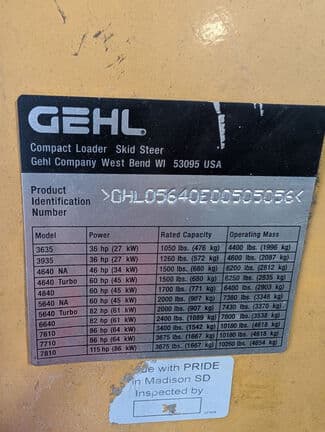 GEHL
Compact Loader Skid Steer
Gehl Company West Bend WI 53095 USA
Product
Identification
Number
>GHL05640E00505056<
Model Power Rated Capacity Operating Mass
3635 36 hp (27 kW) 1050 lbs. (476 kg) 4400 lbs. (1996 kg)
3935 36 hp (27 kW) 1260 lbs. (572 kg) 4600 lbs. (2087 kg)
4640 NA 46 hp (34 kW) 1500 lbs. (680 kg) 6200 lbs. (2812 kg)
4640 Turbo 60 hp (45 kW) 1500 lbs. (680 kg) 6250 lbs. (2835 kg)
4840 60 hp (45 kW) 1700 lbs. (771 kg) 6400 lbs. (2903 kg)
5640 NA 60 hp (45 kW) 2000 lbs. (907 kg) 7380 lbs. (3348 kg)
5640 Turbo 82 hp (61 kW) 2000 lbs. (907 kg) 7430 lbs. (3370 kg)
6640 82 hp (61 kW) 2400 lbs. (1089 kg) 7800 lbs. (3538 kg)
7610 86 hp (64 kW) 3400 lbs. (1542 kg) 10180 lbs. (4618 kg)
7710 86 hp (64 kW) 3675 lbs. (1667 kg) 10180 lbs. (4618 kg)
7810 115 hp (86 kW) 3675 lbs. (1667 kg) 10250 lbs. (4654 kg)
de with PRIDE
in Madison SD
Inspected by